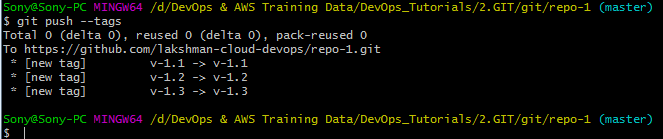 Sony@Sony-PC MINGW64 /d/DevOps & AWS Training Data/DevOps_Tutorials/2.GIT/git/repo-1 (master)
$ git push --tags
Total 0 (delta 0), reused 0 (delta 0), pack-reused 0
To https://github.com/lakshman-cloud-devops/repo-1.git
 * [new tag]         v-1.1 -> v-1.1
 * [new tag]         v-1.2 -> v-1.2
 * [new tag]         v-1.3 -> v-1.3
Sony@Sony-PC MINGW64 /d/DevOps & AWS Training Data/DevOps_Tutorials/2.GIT/git/repo-1 (master)
$